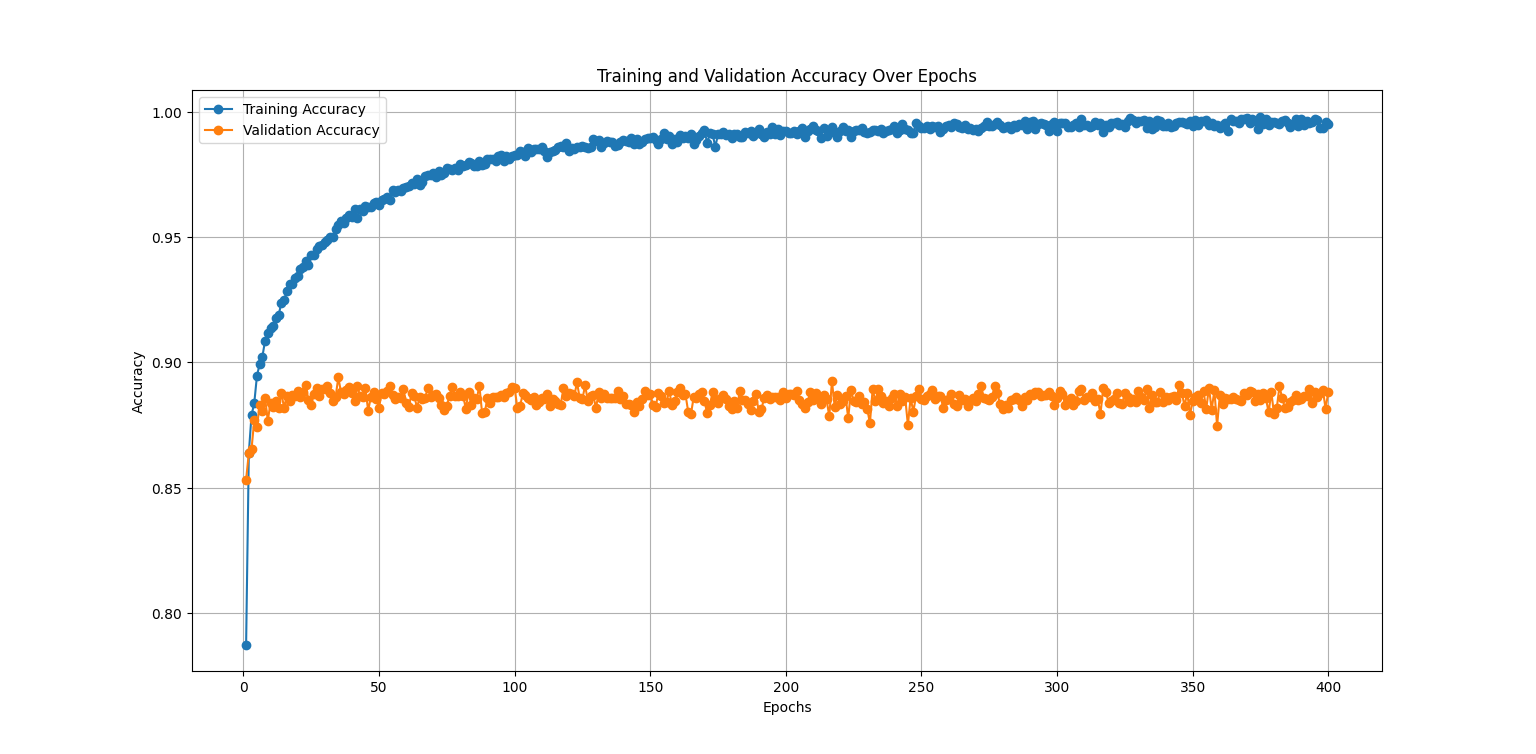 Training and Validation Accuracy Over Epochs
Training Accuracy
Validation Accuracy
Accuracy
1.00
0.95
0.90
0.85
0.80
0 50 100 150 200 250 300 350 400
Epochs